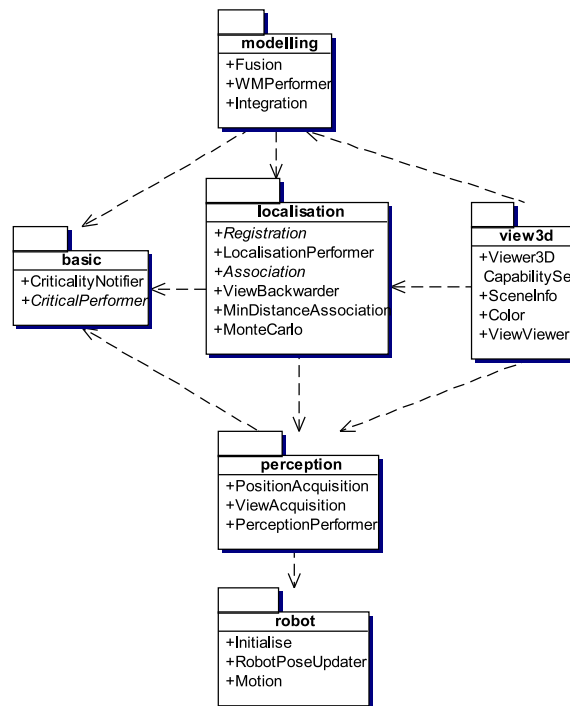 modelling
+Fusion
+WMPerformer
+Integration
localisation
+Registration
+LocalisationPerformer
+Association
+ViewBackwarder
+MinDistanceAssociation
+MonteCarlo
view3d
+Viewer3D
CapabilitySe
+SceneInfo
+Color
+ViewViewer
basic
+CriticalityNotifier
+CriticalPerformer
perception
+PositionAcquisition
+ViewAcquisition
+PerceptionPerformer
robot
+Initialise
+RobotPoseUpdater
+Motion